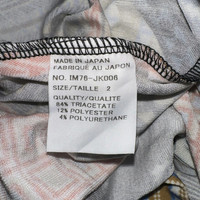 MADE IN JAPAN
FABRIQUÉ AU JAPON
NO. IM76-JK006
SIZE/TAILLE 2
QUALITY/QUALITE
84% TRIACETATE
12% POLYESTER
4% POLYURETHANE